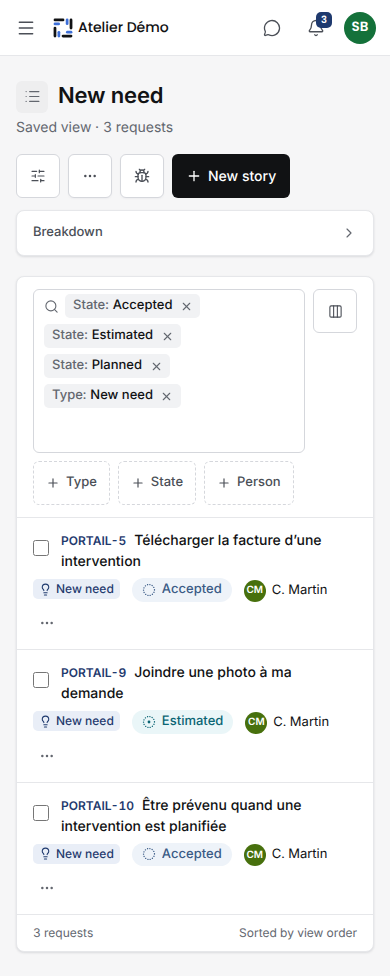 Atelier Démo
3
SB
New need
Saved view · 3 requests
New story
Breakdown
State: Accepted
State: Estimated
State: Planned
Type: New need
Type
State
Person
PORTAIL-5 Télécharger la facture d’une
intervention
New need Accepted CM C. Martin
PORTAIL-9 Joindre une photo à ma
demande
New need Estimated CM C. Martin
PORTAIL-10 Être prévenu quand une
intervention est planifiée
New need Accepted CM C. Martin
3 requests Sorted by view order